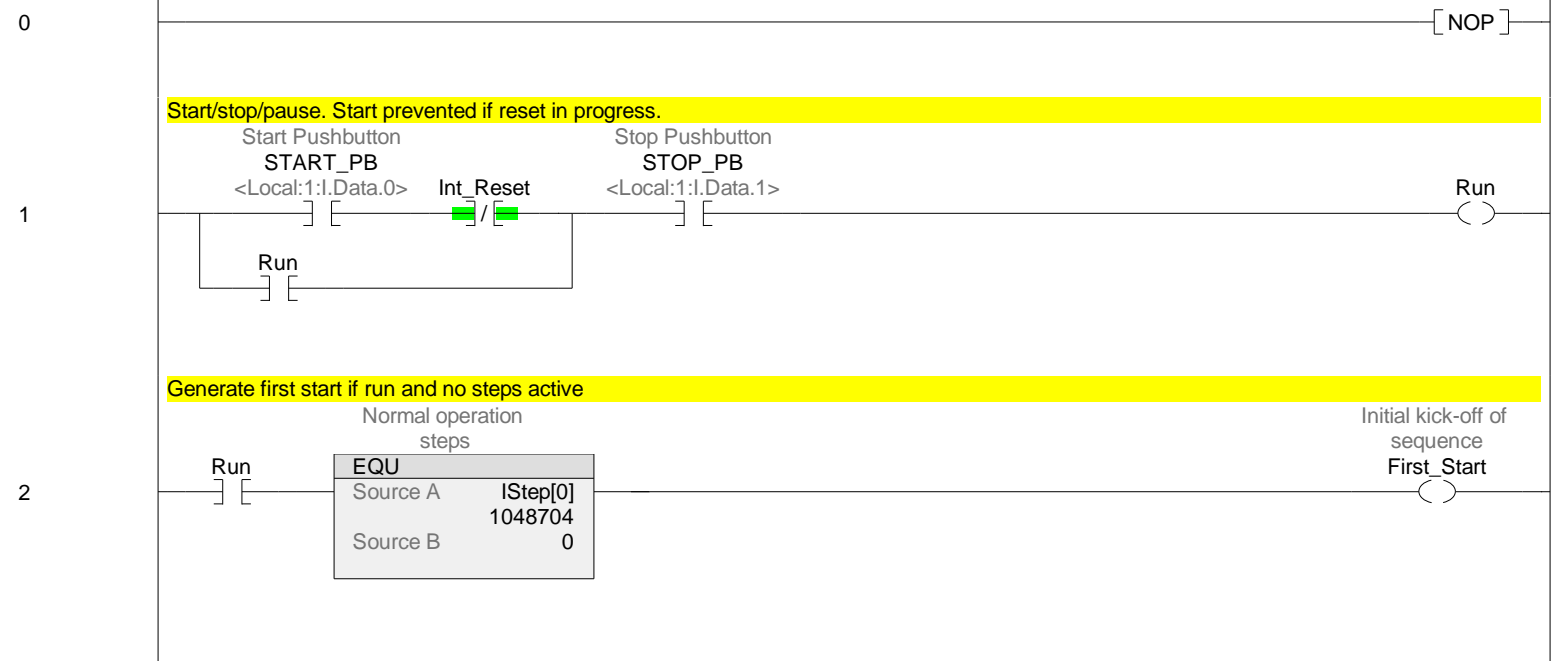 0
NOP
Start/stop/pause. Start prevented if reset in progress.
Start Pushbutton
START_PB
<Local:1:I.Data.0>
Int_Reset
/
Stop Pushbutton
STOP_PB
<Local:1:I.Data.1>
Run
1
Run
Generate first start if run and no steps active
Normal operation
steps
Initial kick-off of
sequence
First_Start
2
Run
EQU
Source A IStep[0]
1048704
Source B 0